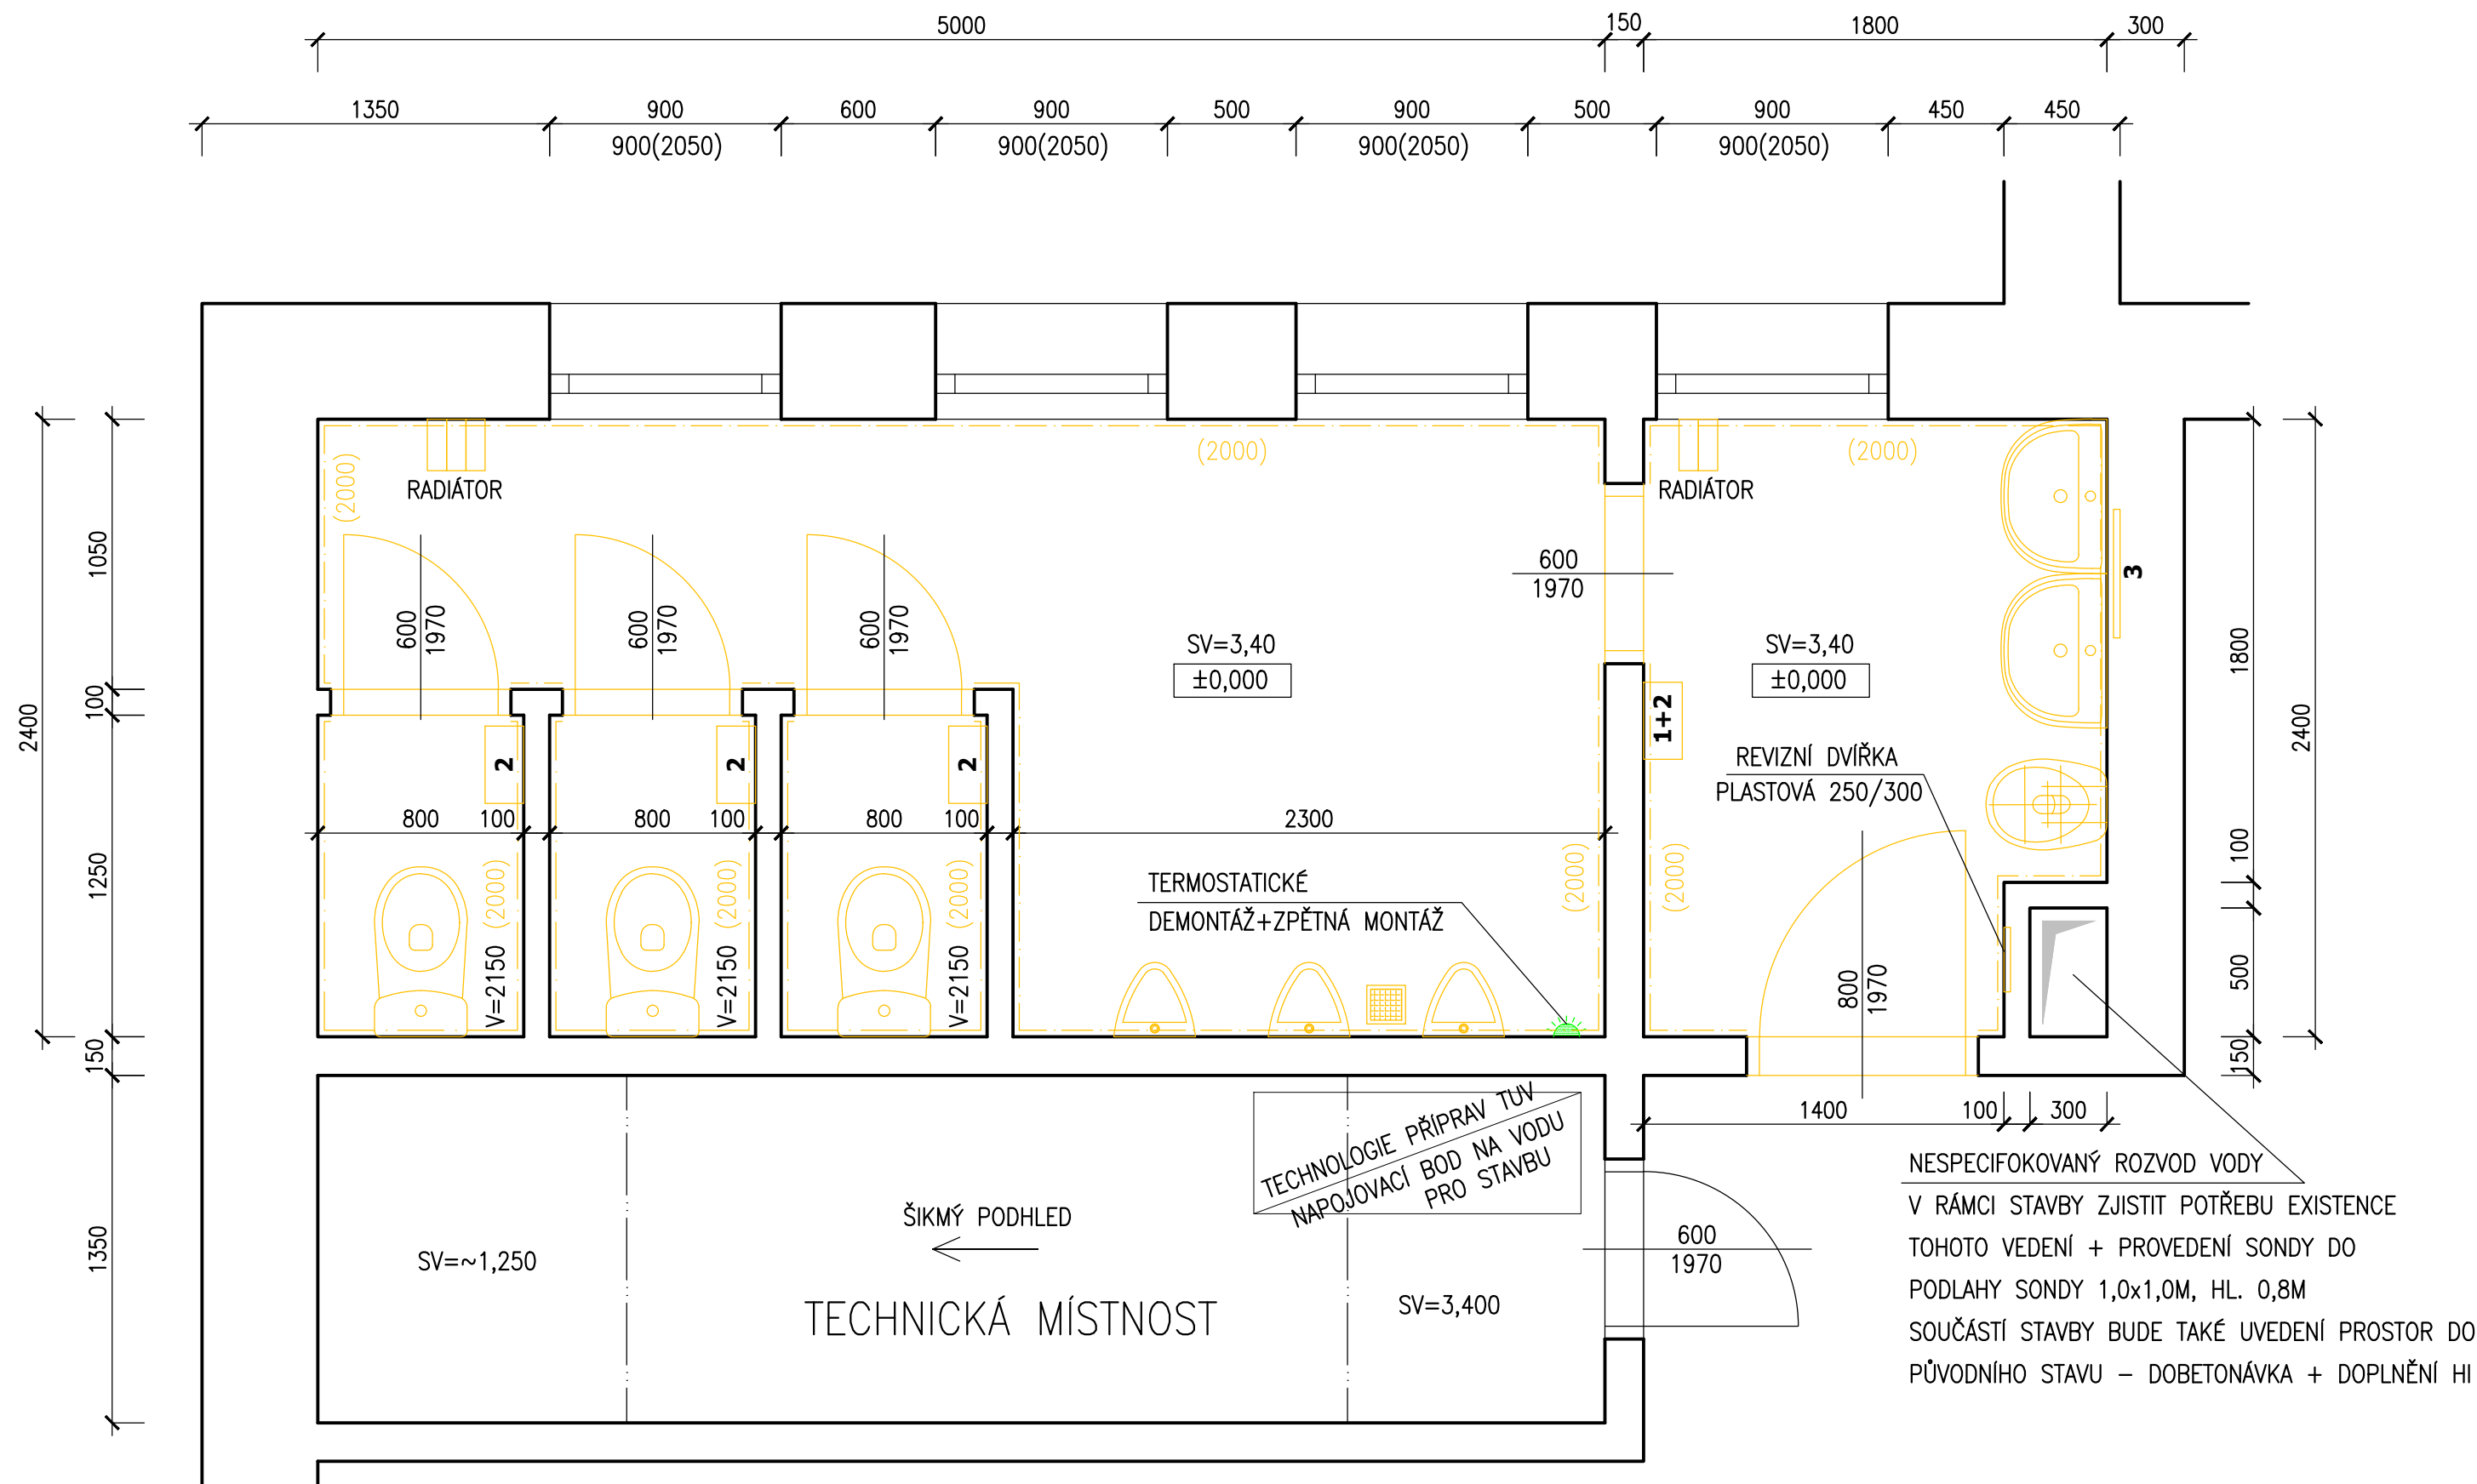 5000
150
1800
300
1350
900
600
900
500
900
500
900
450
450
900(2050)
900(2050)
900(2050)
900(2050)
(2000)
(2000)
(2000)
RADIÁTOR
RADIÁTOR
2400
1050
100
1250
150
1350
600
1970
600
1970
600
1970
600
1970
SV=3,40
±0,000
SV=3,40
±0,000
3
1+2
2
2
2
1800
100
500
150
2400
REVIZNÍ DVÍŘKA
PLASTOVÁ 250/300
800
100
800
100
800
100
2300
(2000)
(2000)
(2000)
(2000)
(2000)
V=2150
V=2150
V=2150
TERMOSTATICKÉ
DEMONTÁŽ+ZPĚTNÁ MONTÁŽ
800
1970
1400
100
300
TECHNOLOGIE PŘÍPRAV TUV
NAPOJOVACÍ BOD NA VODU
PRO STAVBU
ŠIKMÝ PODHLED
SV=~1,250
TECHNICKÁ MÍSTNOST
SV=3,400
600
1970
NESPECIFOKOVANÝ ROZVOD VODY
V RÁMCI STAVBY ZJISTIT POTŘEBU EXISTENCE
TOHOTO VEDENÍ + PROVEDENÍ SONDY DO
PODLAHY SONDY 1,0x1,0M, HL. 0,8M
SOUČÁSTÍ STAVBY BUDE TAKÉ UVEDENÍ PROSTOR DO
PŮVODNÍHO STAVU – DOBETONÁVKA + DOPLNĚNÍ HI